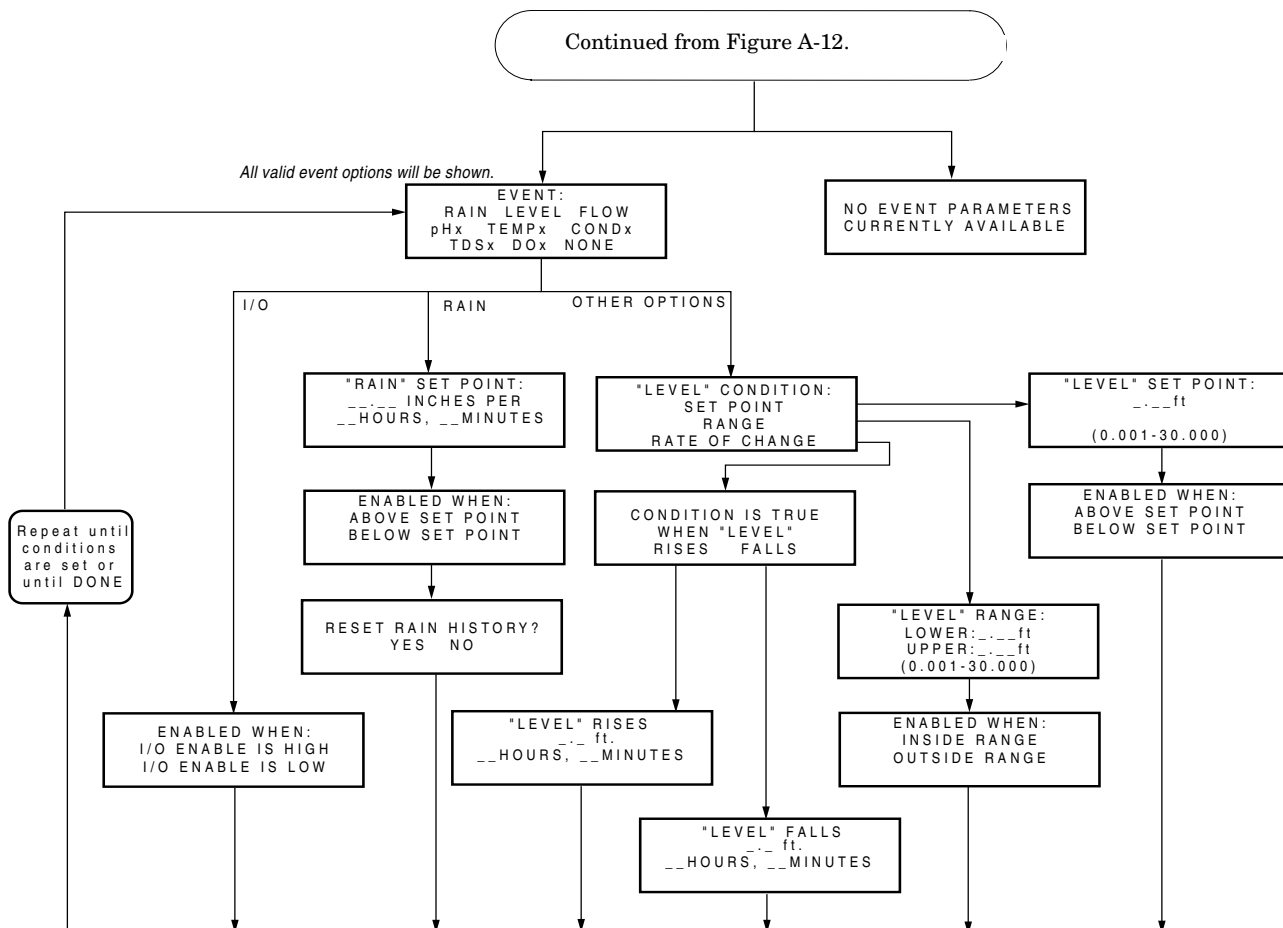 Continued from Figure A-12.
All valid event options will be shown.
EVENT:
RAIN LEVEL FLOW
pHx TEMPx CONDx
TDSx DOx NONE
NO EVENT PARAMETERS
CURRENTLY AVAILABLE
I/O
RAIN
OTHER OPTIONS
"RAIN" SET POINT:
__.__ INCHES PER
__HOURS, __MINUTES
"LEVEL" CONDITION:
SET POINT
RANGE
RATE OF CHANGE
"LEVEL" SET POINT:
_.__ft
(0.001-30.000)
ENABLED WHEN:
ABOVE SET POINT
BELOW SET POINT
CONDITION IS TRUE
WHEN "LEVEL"
RISES FALLS
ENABLED WHEN:
ABOVE SET POINT
BELOW SET POINT
Repeat until
conditions
are set or
until DONE
RESET RAIN HISTORY?
YES NO
"LEVEL" RANGE:
LOWER:_.__ft
UPPER:_.__ft
(0.001-30.000)
ENABLED WHEN:
I/O ENABLE IS HIGH
I/O ENABLE IS LOW
"LEVEL" RISES
_._ ft.
__HOURS, __MINUTES
ENABLED WHEN:
INSIDE RANGE
OUTSIDE RANGE
"LEVEL" FALLS
_._ ft.
__HOURS, __MINUTES